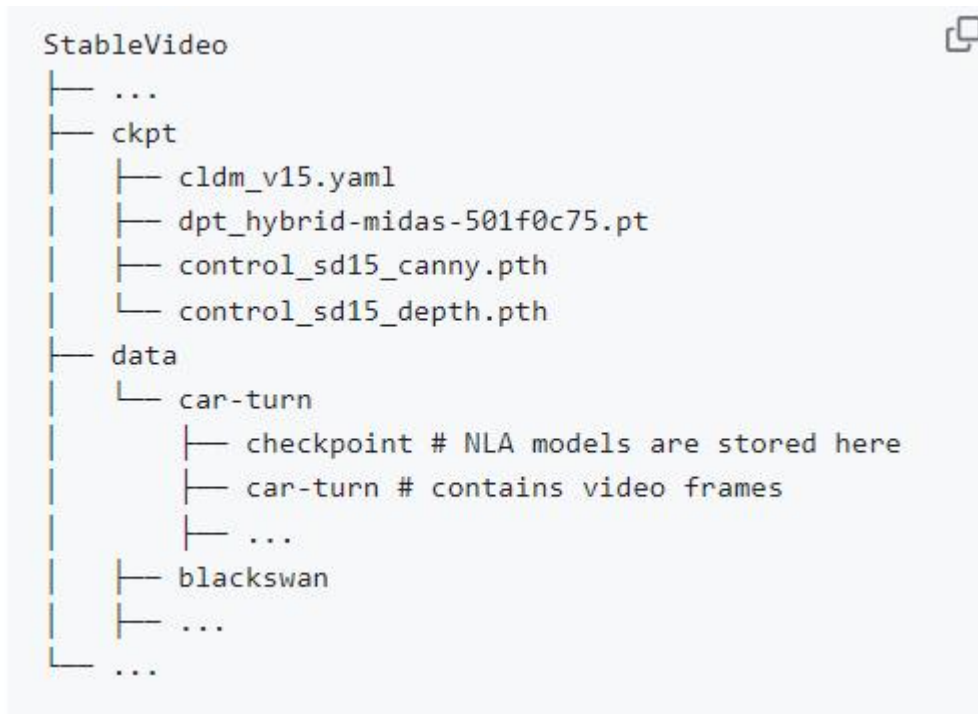 StableVideo
├── ...
├── ckpt
│   ├── cldm_v15.yaml
│   ├── dpt_hybrid-midas-501f0c75.pt
│   ├── control_sd15_canny.pth
│   └── control_sd15_depth.pth
├── data
│   └── car-turn
│       ├── checkpoint # NLA models are stored here
│       ├── car-turn # contains video frames
│       ├── ...
│   ├── blackswan
│   ├── ...
└── ...